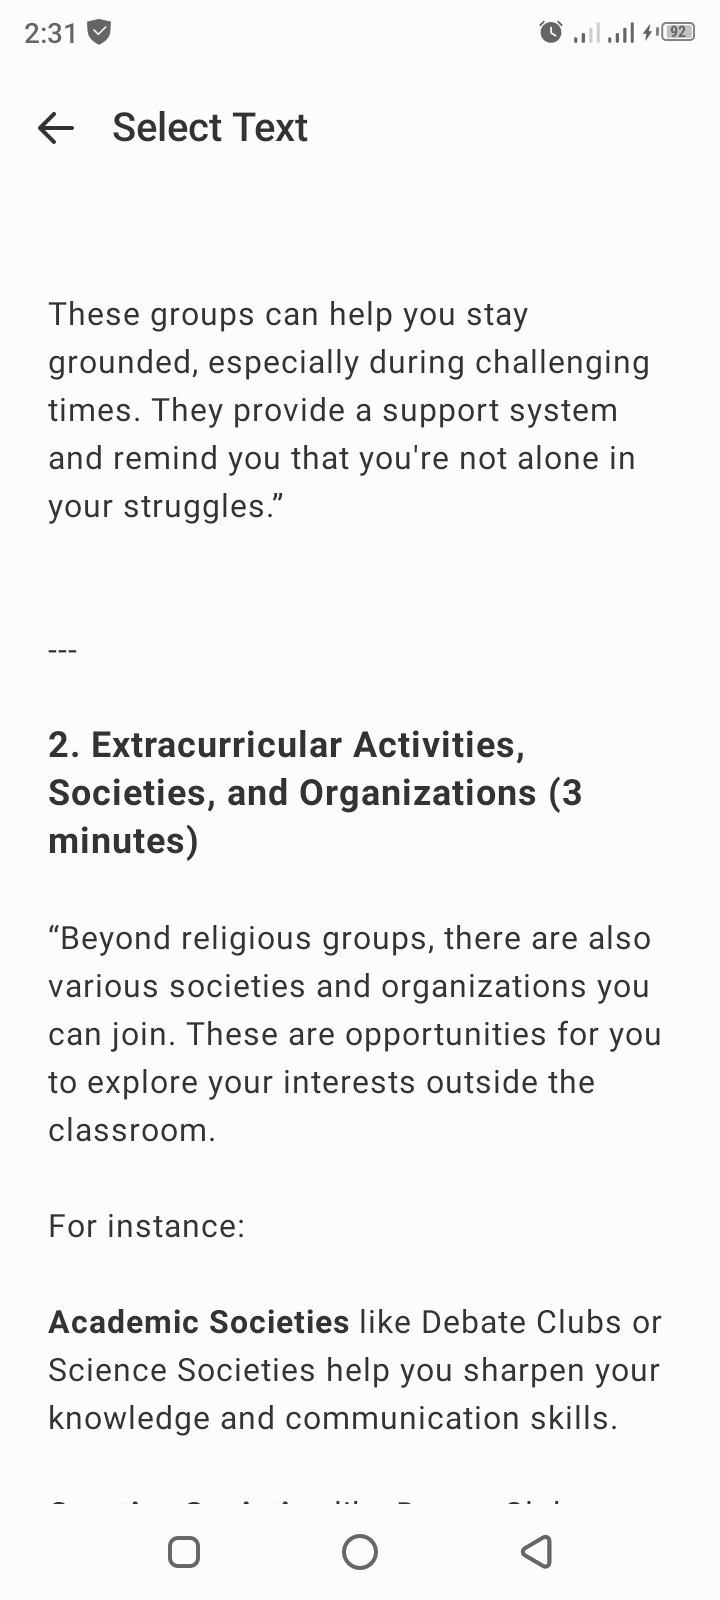 2:31
92
Select Text
These groups can help you stay
grounded, especially during challenging
times. They provide a support system
and remind you that you're not alone in
your struggles.”
---
2. Extracurricular Activities,
Societies, and Organizations (3
minutes)
“Beyond religious groups, there are also
various societies and organizations you
can join. These are opportunities for you
to explore your interests outside the
classroom.
For instance:
Academic Societies like Debate Clubs or
Science Societies help you sharpen your
knowledge and communication skills.